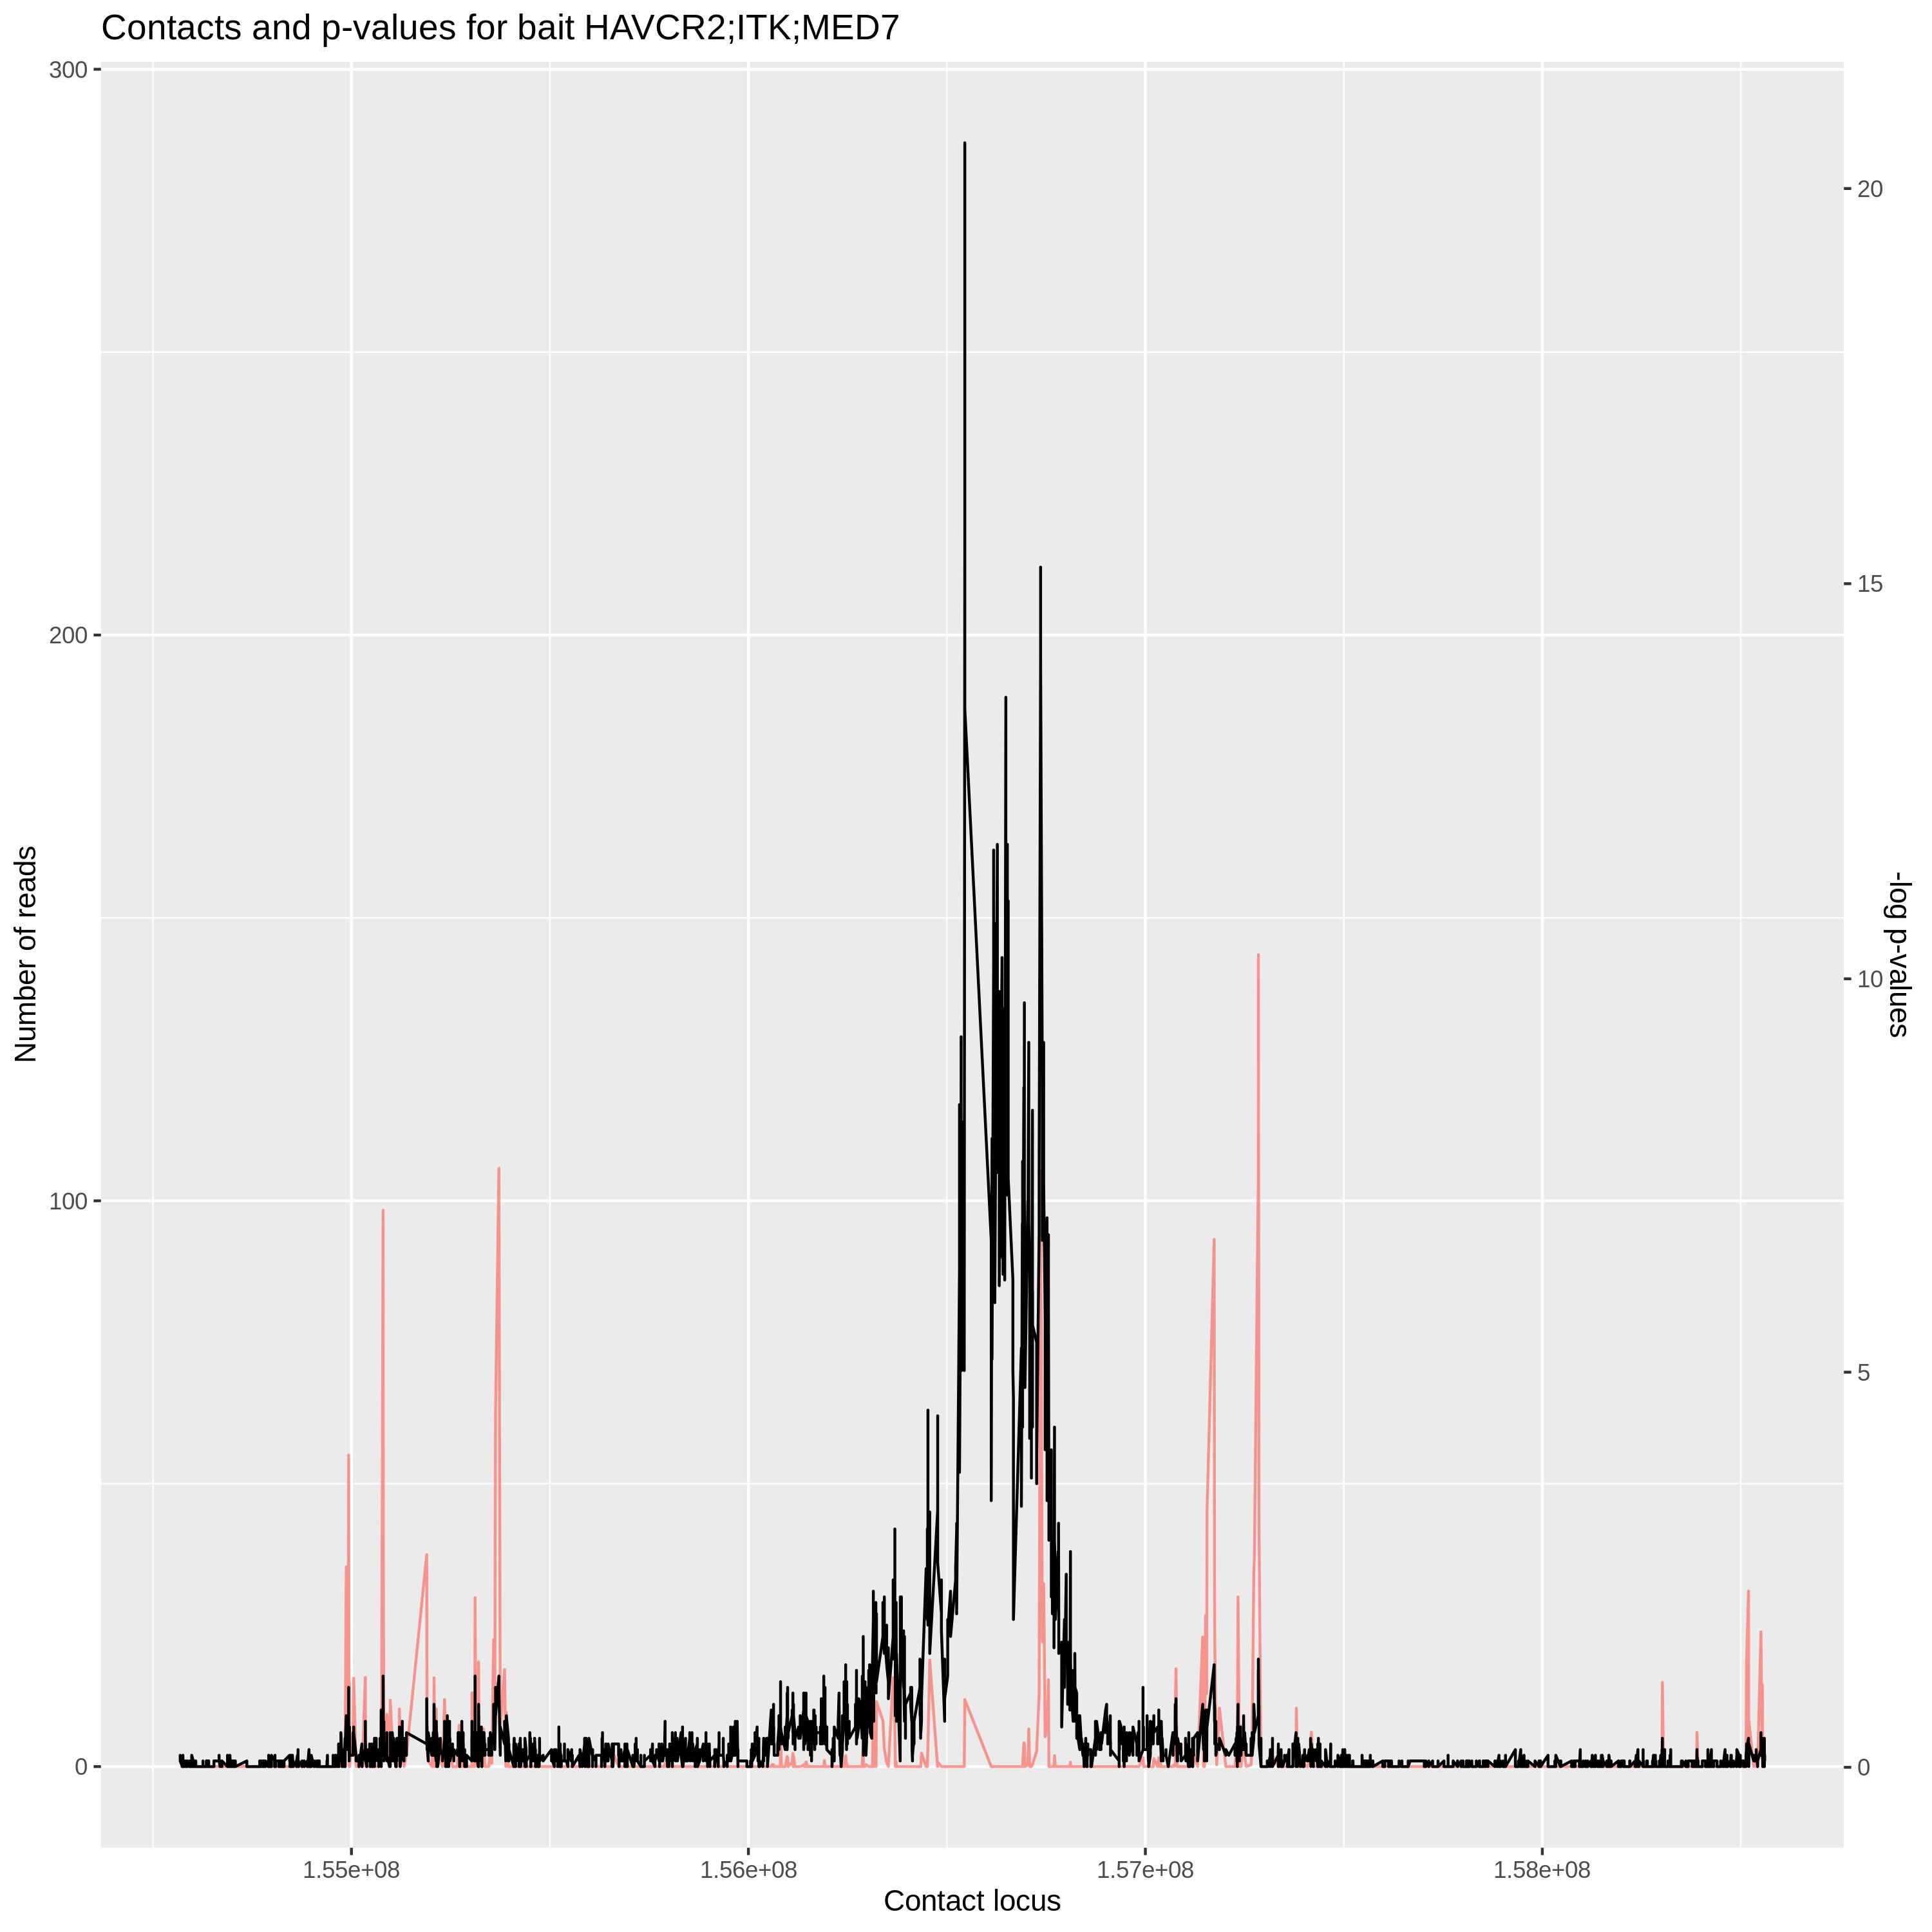 Contacts and p-values for bait HAVCR2;ITK;MED7
300
200
100
0
Number of reads
20
15
10
5
0
-log p-values
1.55e+08
1.56e+08
1.57e+08
1.58e+08
Contact locus